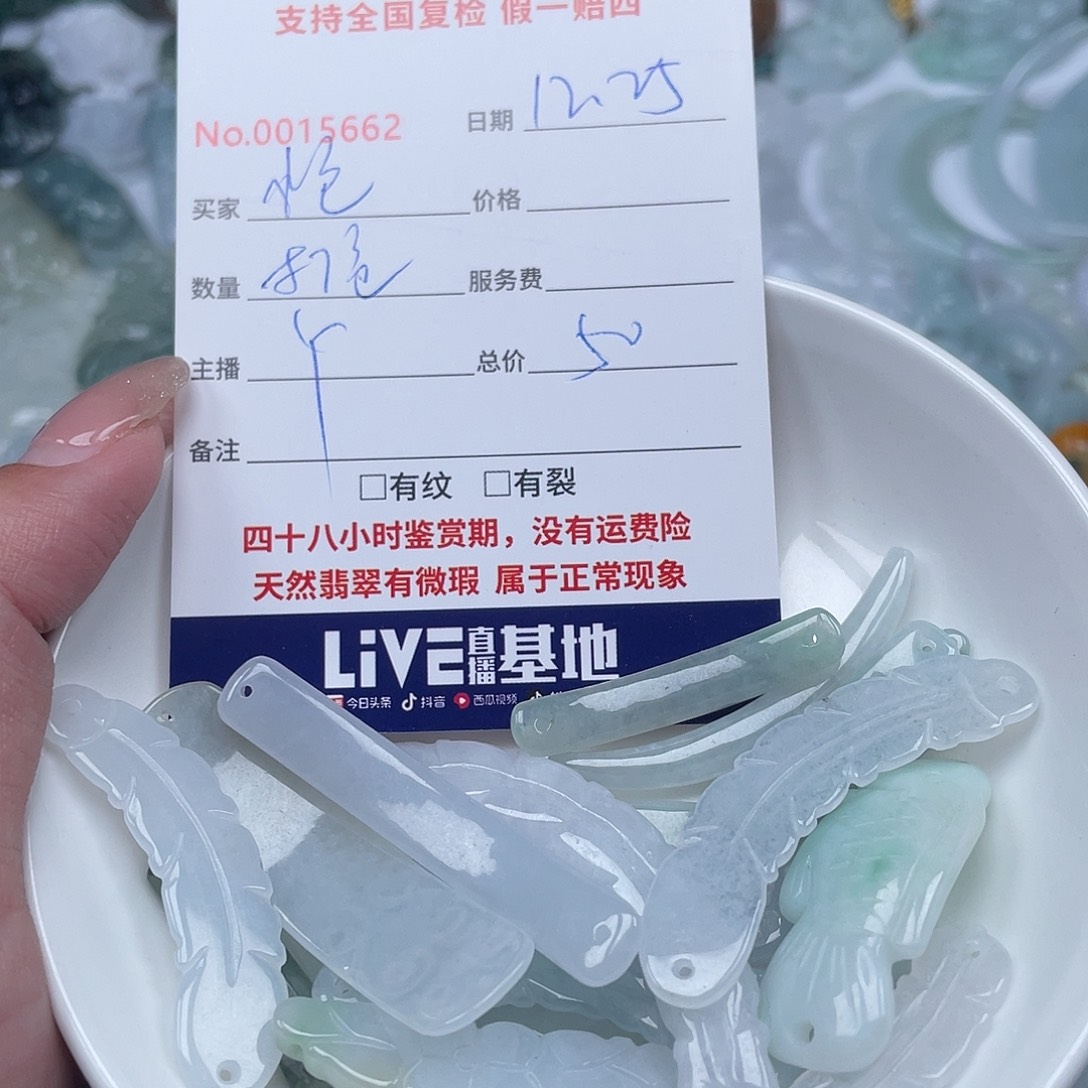 支持全国复检 假一赔四
No.0015662 日期 12.25
买家 价格
数量 打包 服务费
主播 总价 50
备注
□有纹 □有裂
四十八小时鉴赏期，没有运费险
天然翡翠有微瑕 属于正常现象
LiVE直播基地
今日头条 抖音 西瓜视频